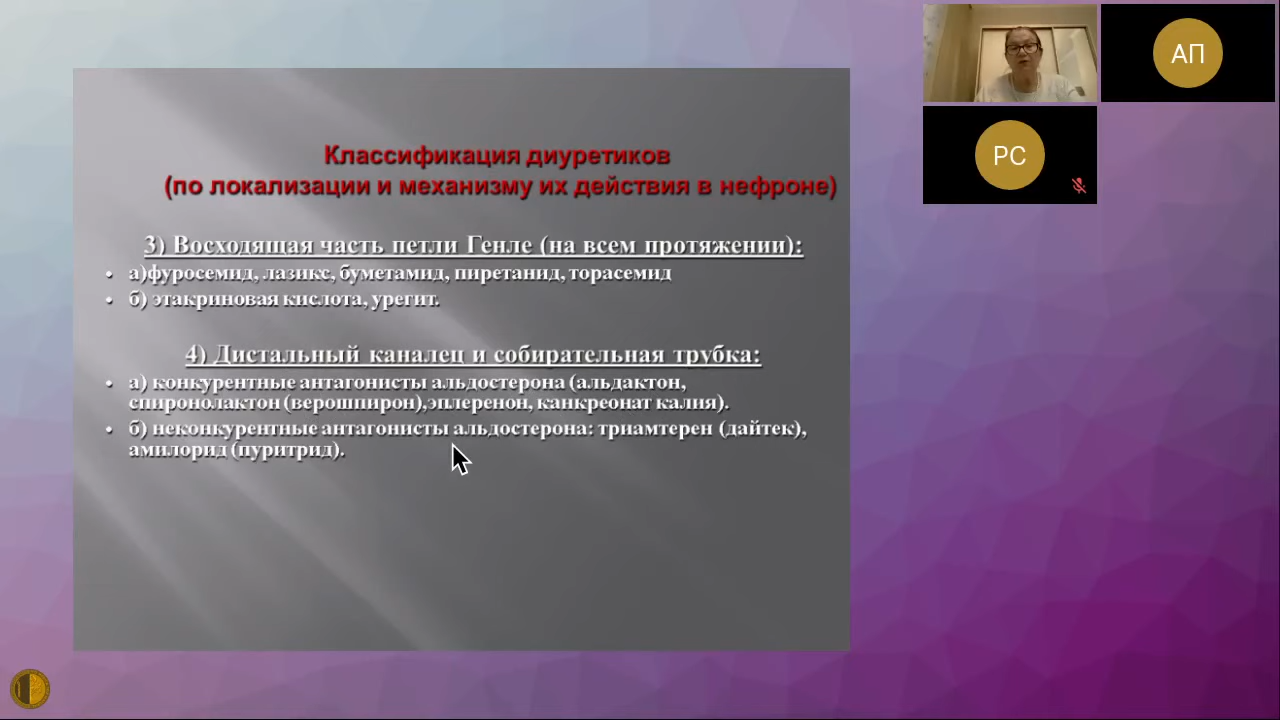 Классификация диуретиков
(по локализации и механизму их действия в нефроне)
3) Восходящая часть петли Генле (на всем протяжении):
• а)фуросемид, лазикс, буметамид, пиретанид, торасемид
• б) этакриновая кислота, урегит.
4) Дистальный каналец и собирательная трубка:
• а) конкурентные антагонисты альдостерона (альдактон,
спиронолактон (верошпирон),эплеренон, канкреонат калия).
• б) неконкурентные антагонисты альдостерона: триамтерен (дайтек),
амилорид (пуритрид).
АП
РС